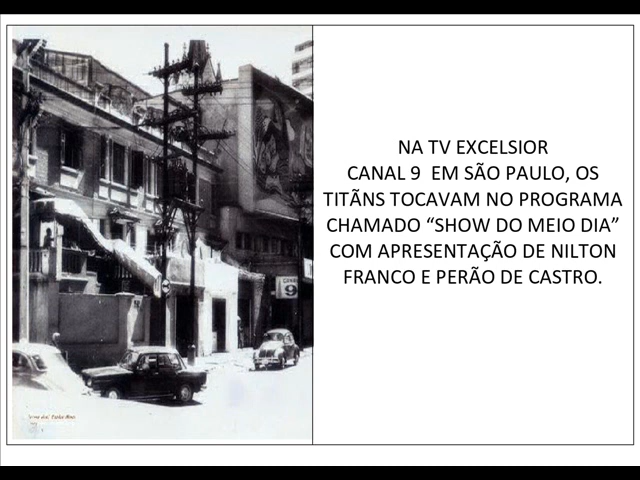 NA TV EXCELSIOR
CANAL 9 EM SÃO PAULO, OS
TITÃNS TOCAVAM NO PROGRAMA
CHAMADO “SHOW DO MEIO DIA”
COM APRESENTAÇÃO DE NILTON
FRANCO E PERÃO DE CASTRO.
CANAL
9